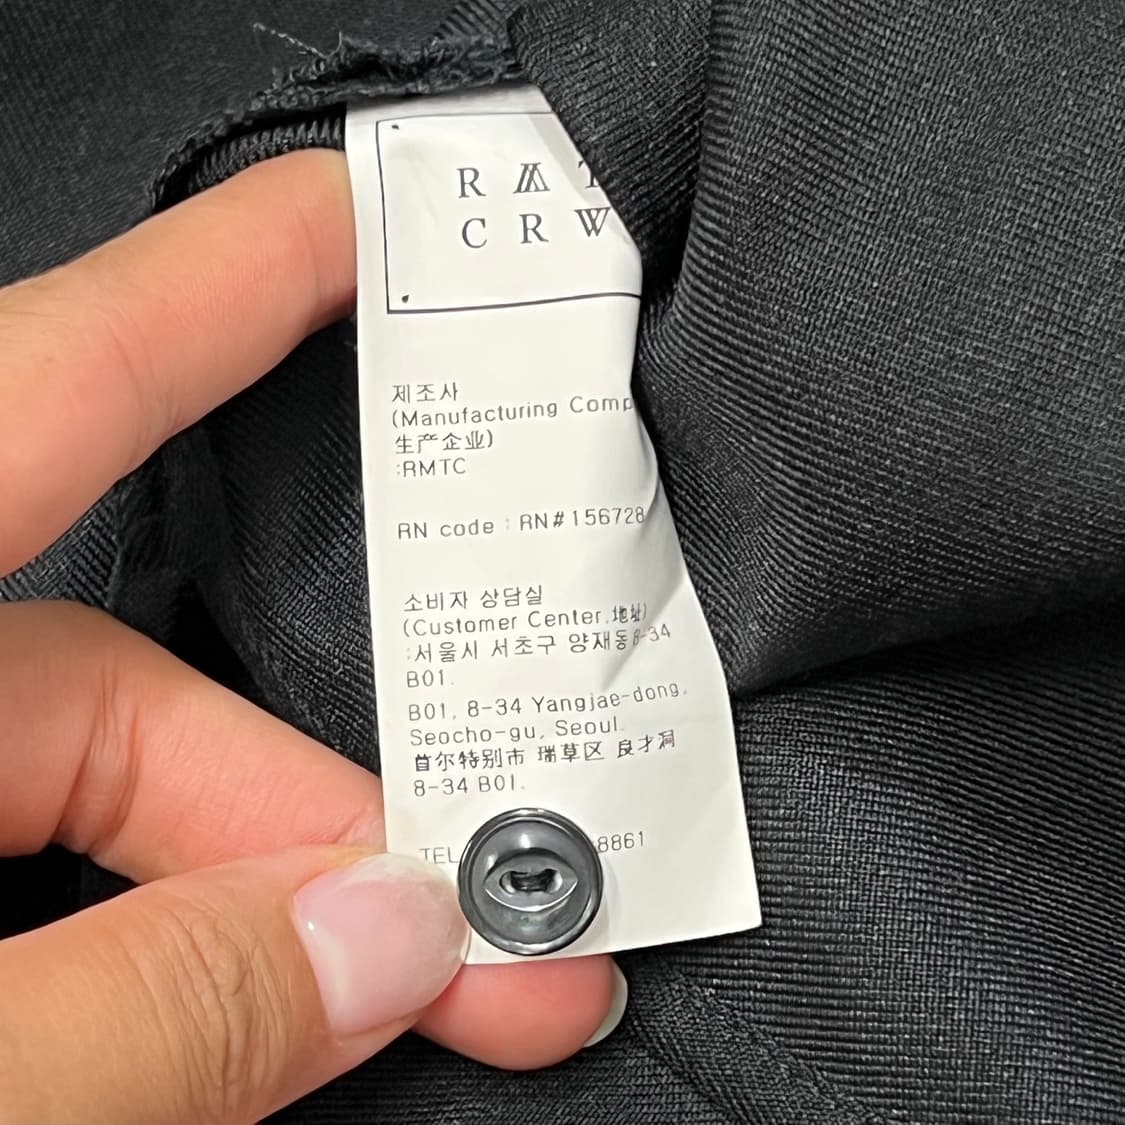 R M
C R W
제조사
(Manufacturing Comp
生产企业)
:RMTC
RN code : RN#156728
소비자 상담실
(Customer Center,地址)
:서울시 서초구 양재동8-34
B01.
B01, 8-34 Yangjae-dong,
Seocho-gu, Seoul.
首尔特别市 瑞草区 良才洞
8-34 B01.
TEL 8861